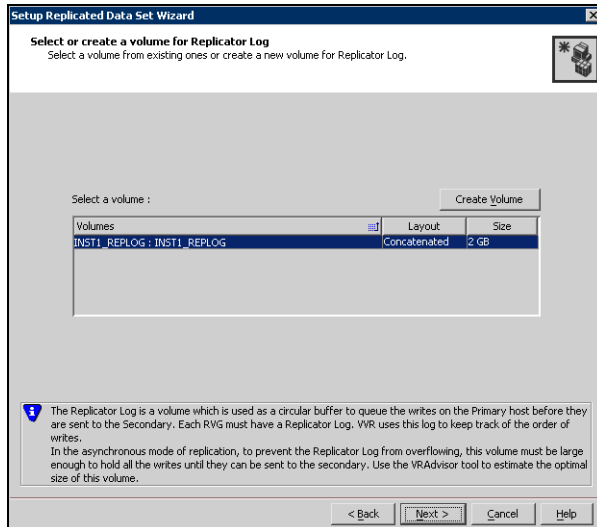 Setup Replicated Data Set Wizard
Select or create a volume for Replicator Log
Select a volume from existing ones or create a new volume for Replicator Log.
Select a volume :
Create Volume
Volumes Layout Size
INST1_REPLOG : INST1_REPLOG Concatenated 2 GB
The Replicator Log is a volume which is used as a circular buffer to queue the writes on the Primary host before they
are sent to the Secondary. Each RVG must have a Replicator Log. VVR uses this log to keep track of the order of
writes.
In the asynchronous mode of replication, to prevent the Replicator Log from overflowing, this volume must be large
enough to hold all the writes until they can be sent to the secondary. Use the VRAdvisor tool to estimate the optimal
size of this volume.
< Back Next > Cancel Help